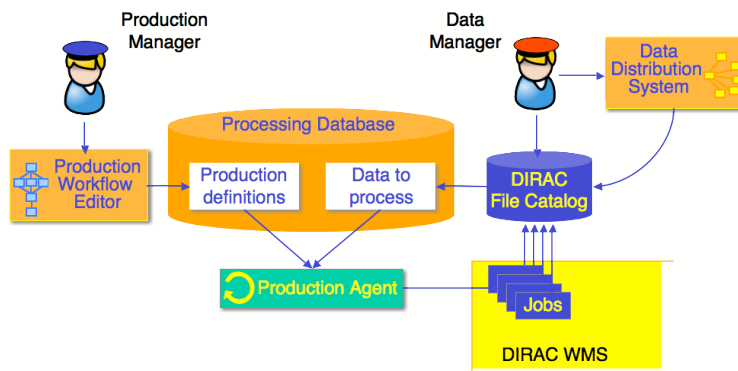 Production
Manager
Data
Manager
Data
Distribution
System
Processing Database
Production
Workflow
Editor
Production
definitions
Data to
process
DIRAC
File Catalog
Production Agent
Jobs
DIRAC WMS